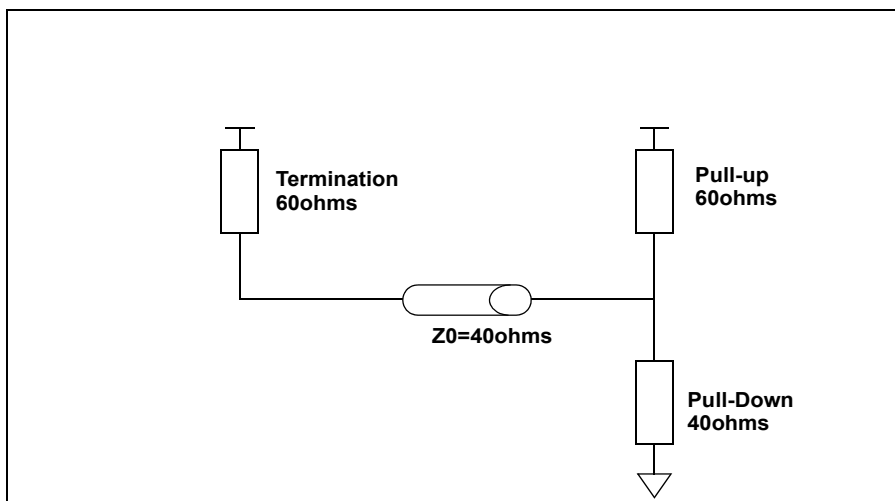 Termination
60ohms
Pull-up
60ohms
Z0=40ohms
Pull-Down
40ohms